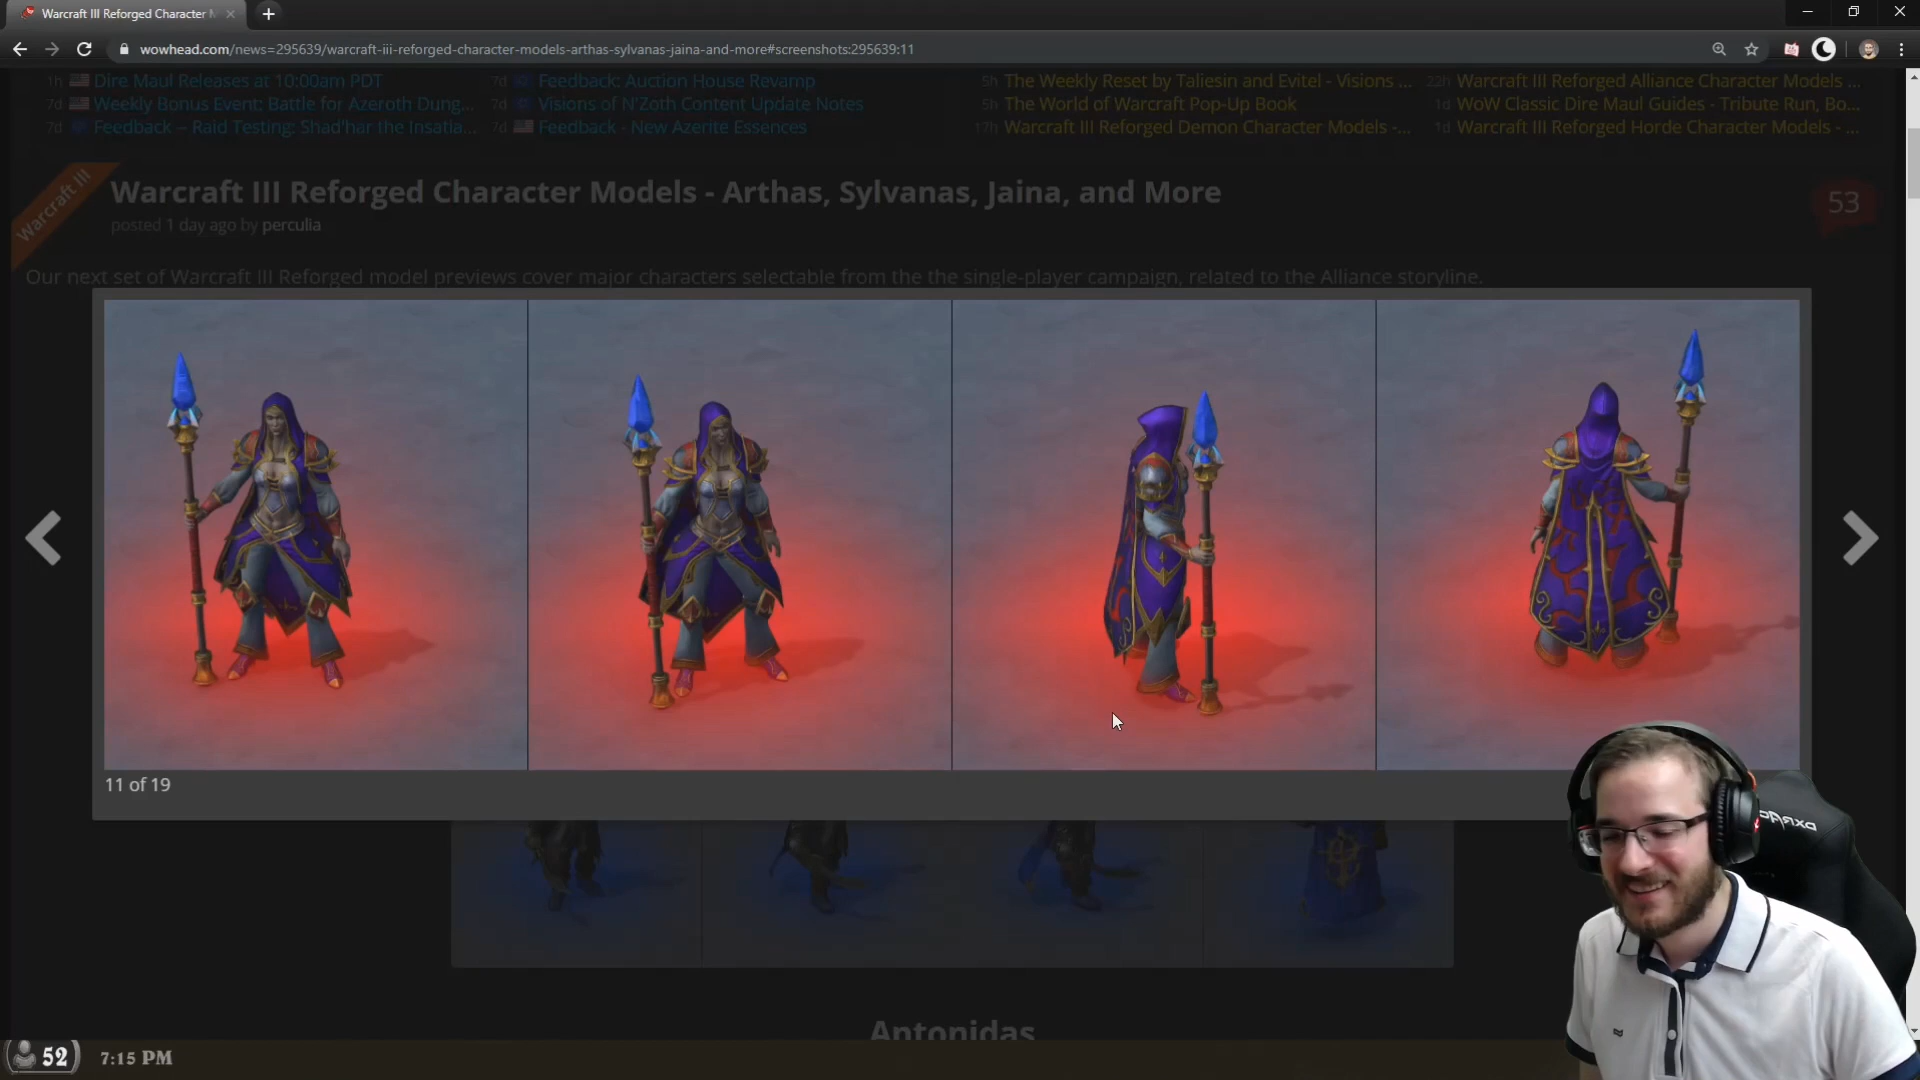 Warcraft III Reforged Character M
wowhead.com/news=295639/warcraft-iii-reforged-character-models-arthas-sylvanas-jaina-and-more#screenshots:295639:11
1h Dire Maul Releases at 10:00am PDT
7d Feedback: Auction House Revamp
5h The Weekly Reset by Taliesin and Evitel - Visions ...
22h Warcraft III Reforged Alliance Character Models ...
7d Weekly Bonus Event: Battle for Azeroth Dung...
7d Visions of N'Zoth Content Update Notes
5h The World of Warcraft Pop-Up Book
1d WoW Classic Dire Maul Guides - Tribute Run, Bo...
7d Feedback – Raid Testing: Shad'har the Insatia...
7d Feedback - New Azerite Essences
17h Warcraft III Reforged Demon Character Models -...
1d Warcraft III Reforged Horde Character Models - ...
Warcraft III
Warcraft III Reforged Character Models - Arthas, Sylvanas, Jaina, and More
53
posted 1 day ago by perculia
Our next set of Warcraft III Reforged model previews cover major characters selectable from the the single-player campaign, related to the Alliance storyline.
11 of 19
Antonidas
52
7:15 PM